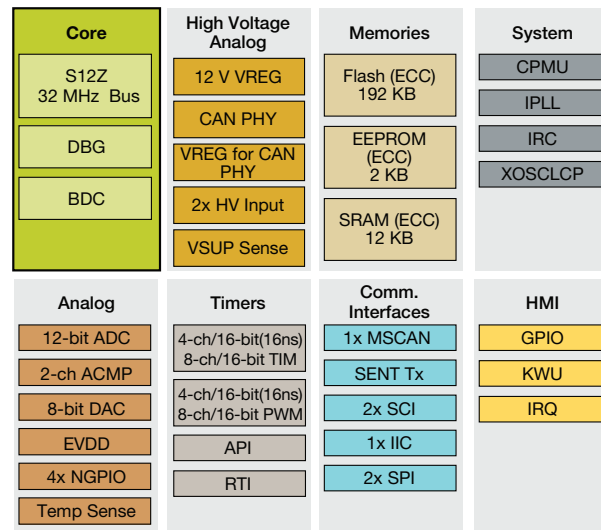 Core
S12Z
32 MHz Bus
DBG
BDC
High Voltage
Analog
12 V VREG
CAN PHY
VREG for CAN
PHY
2x HV Input
VSUP Sense
Memories
Flash (ECC)
192 KB
EEPROM
(ECC)
2 KB
SRAM (ECC)
12 KB
System
CPMU
IPLL
IRC
XOSCLCP
Analog
12-bit ADC
2-ch ACMP
8-bit DAC
EVDD
4x NGPIO
Temp Sense
Timers
4-ch/16-bit(16ns)
8-ch/16-bit TIM
4-ch/16-bit(16ns)
8-ch/16-bit PWM
API
RTI
Comm.
Interfaces
1x MSCAN
SENT Tx
2x SCI
1x IIC
2x SPI
HMI
GPIO
KWU
IRQ